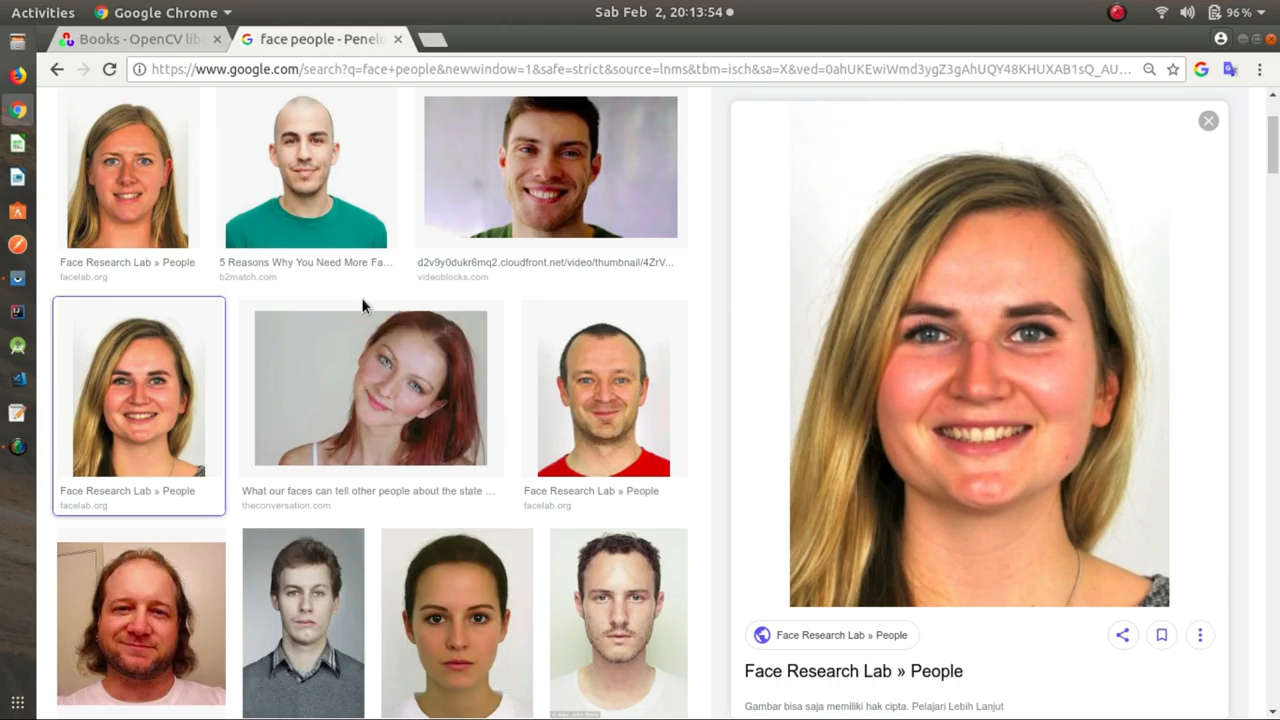 Activities Google Chrome Sab Feb 2, 20:13:54 96 %
Books - OpenCV lib face people - Penel
https://www.google.com/search?q=face+people&newwindow=1&safe=strict&source=lnms&tbm=isch&sa=X&ved=0ahUKEwiWmd3ygZ3gAhUQY48KHUXAB1sQ_AU...
Face Research Lab » People
facelab.org
5 Reasons Why You Need More Fa...
b2match.com
d2v9y0dukr6mq2.cloudfront.net/video/thumbnail/4ZrV...
videoblocks.com
Face Research Lab » People
facelab.org
What our faces can tell other people about the state ...
theconversation.com
Face Research Lab » People
facelab.org
Face Research Lab » People
Face Research Lab » People
Gambar bisa saja memiliki hak cipta. Pelajari Lebih Lanjut